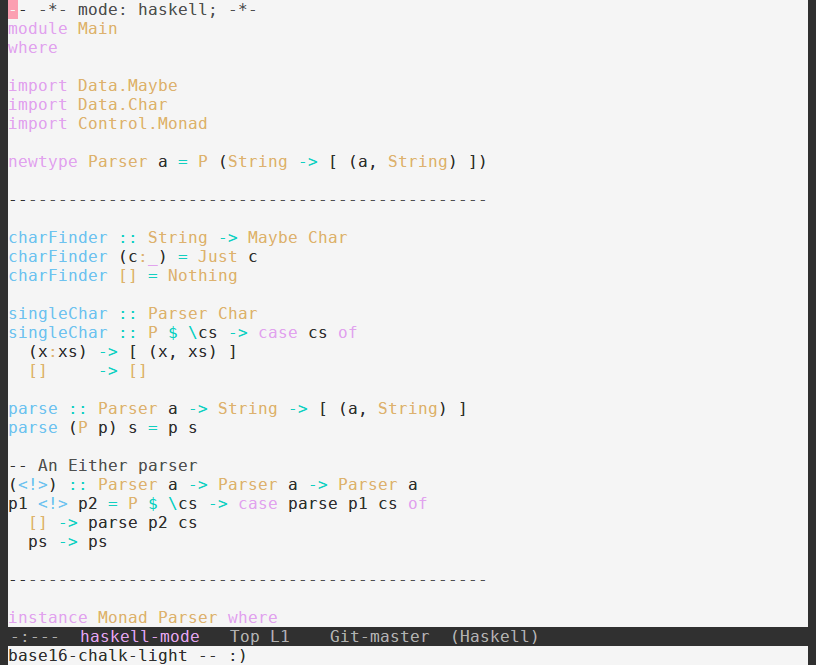 -- -*- mode: haskell; -*-
module Main
where

import Data.Maybe
import Data.Char
import Control.Monad

newtype Parser a = P (String -> [ (a, String) ])

------------------------------------------------

charFinder :: String -> Maybe Char
charFinder (c:_) = Just c
charFinder [] = Nothing

singleChar :: Parser Char
singleChar :: P $ \cs -> case cs of
  (x:xs) -> [ (x, xs) ]
  []     -> []

parse :: Parser a -> String -> [ (a, String) ]
parse (P p) s = p s

-- An Either parser
(<!>) :: Parser a -> Parser a -> Parser a
p1 <!> p2 = P $ \cs -> case parse p1 cs of
  [] -> parse p2 cs
  ps -> ps

------------------------------------------------

instance Monad Parser where
-:---  haskell-mode   Top L1    Git-master  (Haskell)
base16-chalk-light -- :)